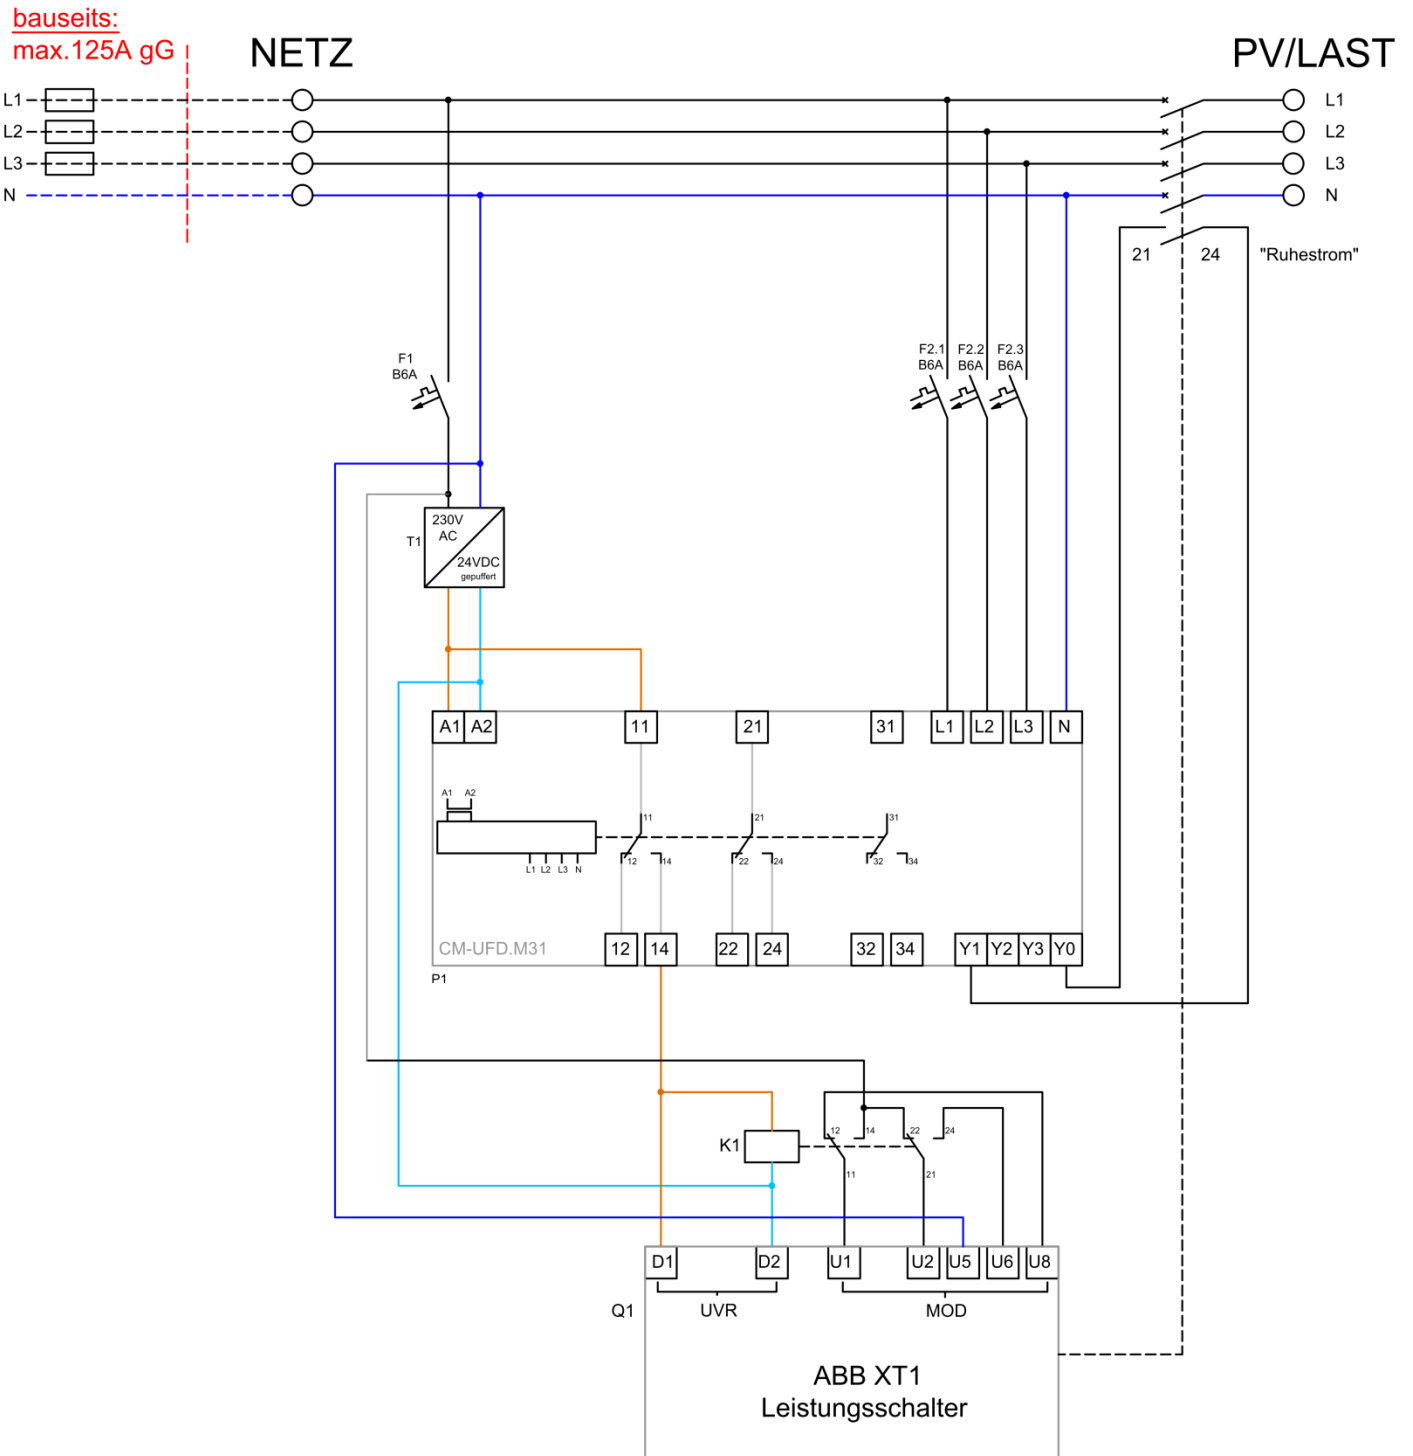 bauseits:
max.125A gG
NETZ
PV/LAST
L1
L1
L2
L2
L3
L3
N
N
21
24
"Ruhestrom"
F1
B6A
F2.1
B6A
F2.2
B6A
F2.3
B6A
T1
230V
AC
24VDC
gepuffert
A1
A2
11
21
31
L1
L2
L3
N
A1
A2
11
21
31
12
14
22
24
32
34
L1
L2
L3
N
CM-UFD.M31
12
14
22
24
32
34
Y1
Y2
Y3
Y0
P1
K1
12
14
22
24
11
21
D1
D2
U1
U2
U5
U6
U8
Q1
UVR
MOD
ABB XT1
Leistungsschalter